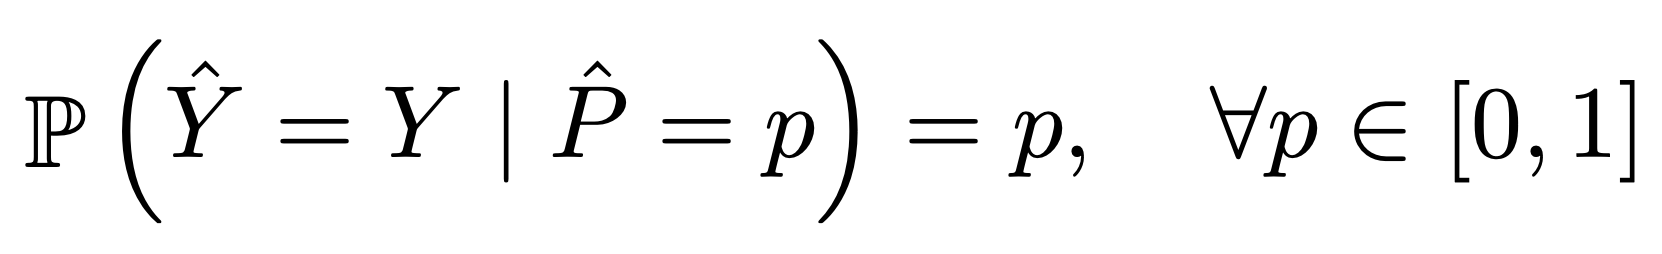 ℙ(Ŷ = Y | P̂ = p) = p, ∀p ∈ [0, 1]